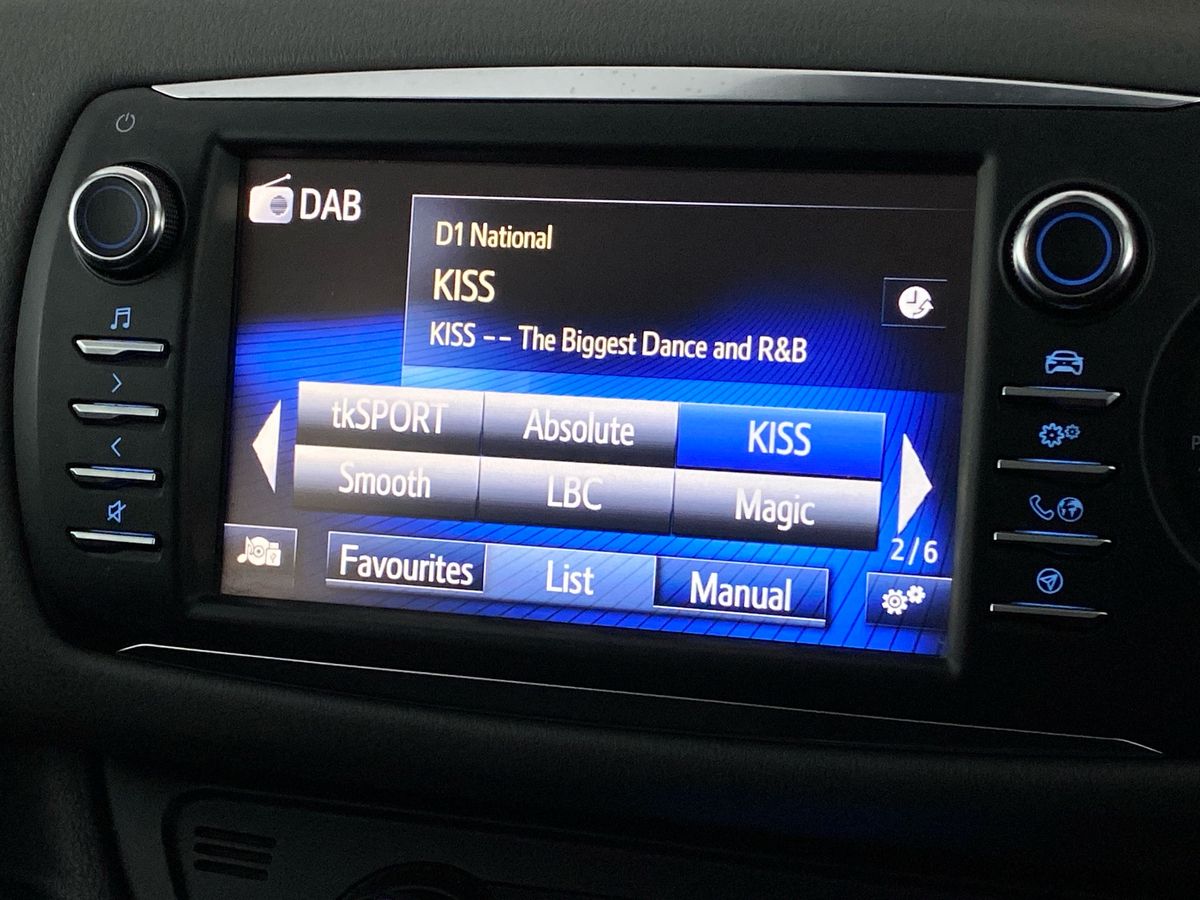 DAB
D1 National
KISS
KISS -- The Biggest Dance and R&B
tkSPORT Absolute KISS
Smooth LBC Magic
2/6
Favourites List Manual
P